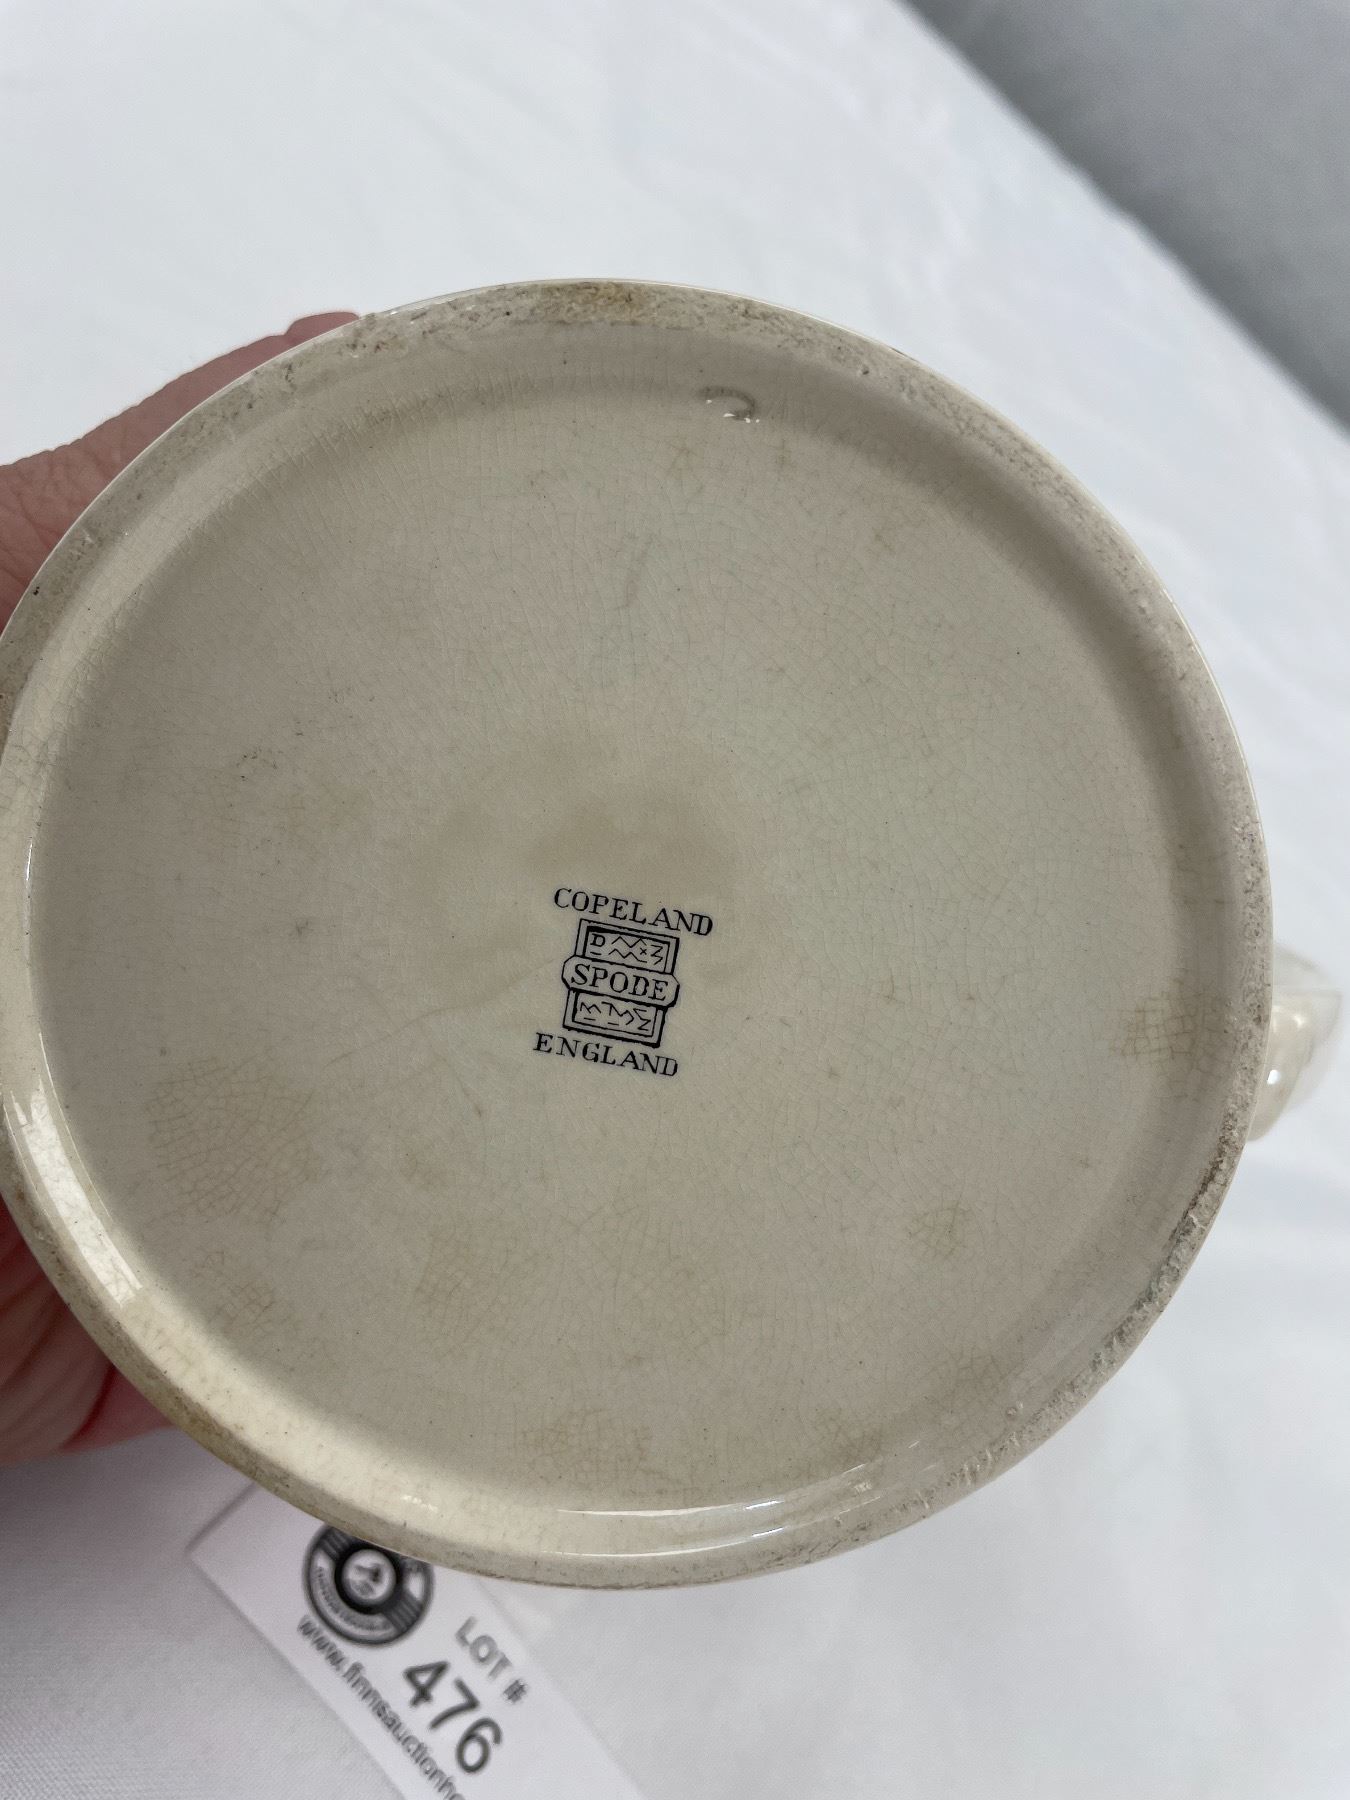 COPELAND
SPODE
ENGLAND
LOT #
476